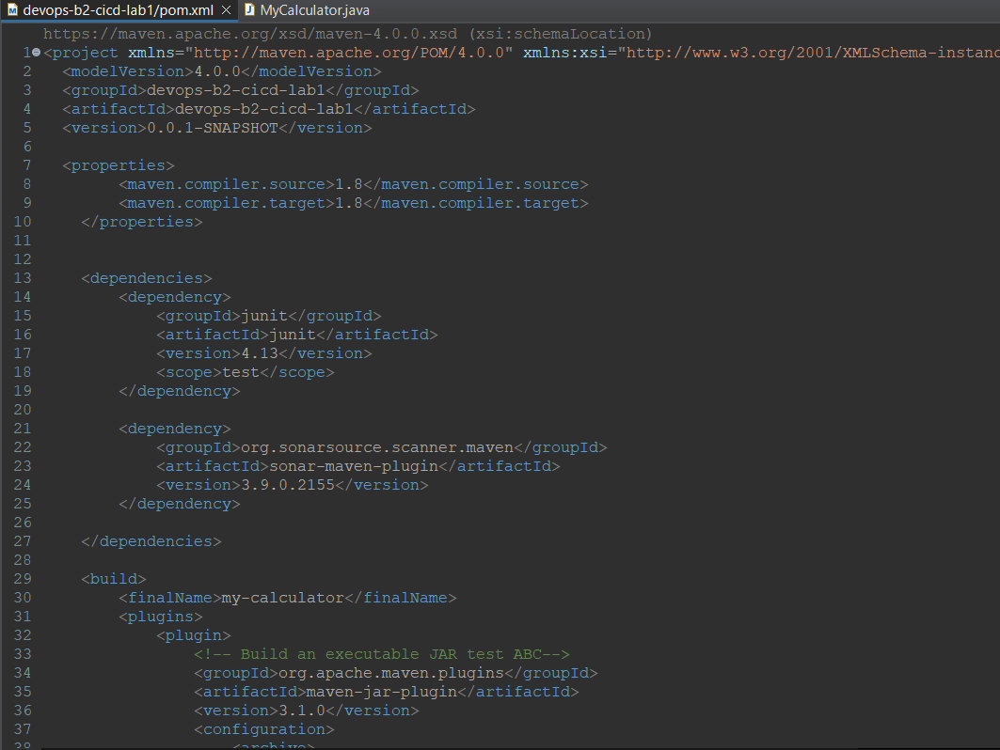 devops-b2-cicd-lab1/pom.xml MyCalculator.java
https://maven.apache.org/xsd/maven-4.0.0.xsd (xsi:schemaLocation)
1 <project xmlns="http://maven.apache.org/POM/4.0.0" xmlns:xsi="http://www.w3.org/2001/XMLSchema-instanc
2 <modelVersion>4.0.0</modelVersion>
3 <groupId>devops-b2-cicd-lab1</groupId>
4 <artifactId>devops-b2-cicd-lab1</artifactId>
5 <version>0.0.1-SNAPSHOT</version>
6
7 <properties>
8 <maven.compiler.source>1.8</maven.compiler.source>
9 <maven.compiler.target>1.8</maven.compiler.target>
10 </properties>
11
12
13 <dependencies>
14 <dependency>
15 <groupId>junit</groupId>
16 <artifactId>junit</artifactId>
17 <version>4.13</version>
18 <scope>test</scope>
19 </dependency>
20
21 <dependency>
22 <groupId>org.sonarsource.scanner.maven</groupId>
23 <artifactId>sonar-maven-plugin</artifactId>
24 <version>3.9.0.2155</version>
25 </dependency>
26
27 </dependencies>
28
29 <build>
30 <finalName>my-calculator</finalName>
31 <plugins>
32 <plugin>
33 <!-- Build an executable JAR test ABC-->
34 <groupId>org.apache.maven.plugins</groupId>
35 <artifactId>maven-jar-plugin</artifactId>
36 <version>3.1.0</version>
37 <configuration>
38 <archive>